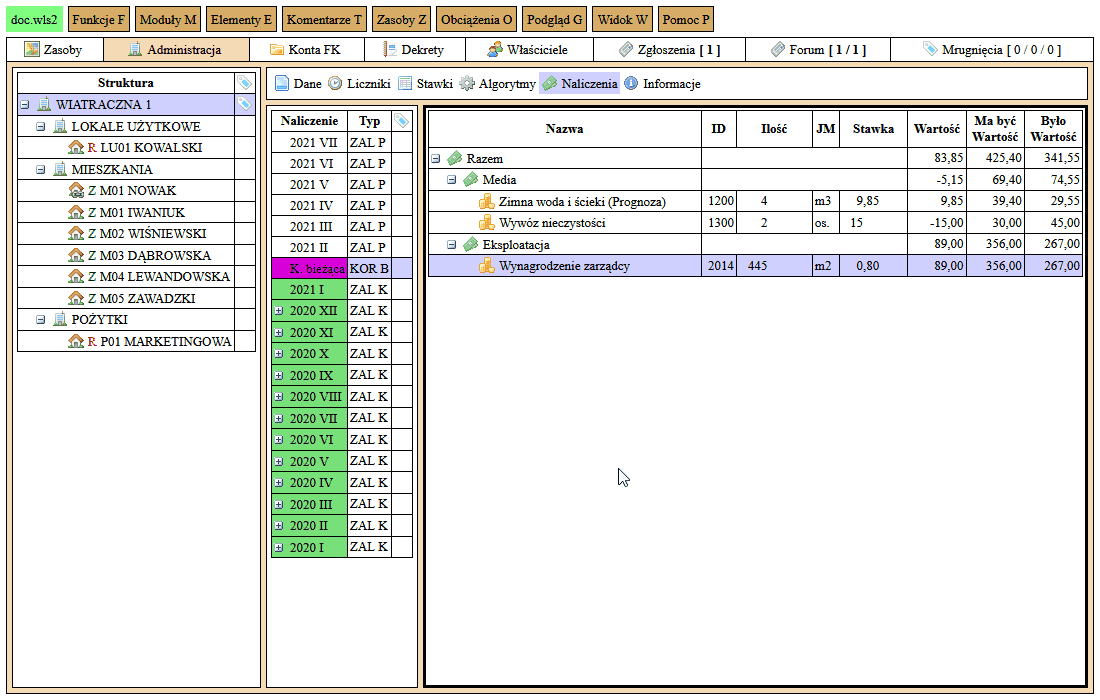 doc.wls2 Funkcje F Moduły M Elementy E Komentarze T Zasoby Z Obciążenia O Podgląd G Widok W Pomoc P
Zasoby Administracja Konta FK Dekrety Właściciele Zgłoszenia [ 1 ] Forum [ 1 / 1 ] Mrugnięcia [ 0 / 0 / 0 ]
Struktura
WIATRACZNA 1
LOKALE UŻYTKOWE
R LU01 KOWALSKI
MIESZKANIA
Z M01 NOWAK
Z M01 IWANIUK
Z M02 WIŚNIEWSKI
Z M03 DĄBROWSKA
Z M04 LEWANDOWSKA
Z M05 ZAWADZKI
POŻYTKI
R P01 MARKETINGOWA
Dane Liczniki Stawki Algorytmy Naliczenia Informacje
Naliczenie Typ
2021 VII ZAL P
2021 VI ZAL P
2021 V ZAL P
2021 IV ZAL P
2021 III ZAL P
2021 II ZAL P
K. bieżąca KOR B
2021 I ZAL K
2020 XII ZAL K
2020 XI ZAL K
2020 X ZAL K
2020 IX ZAL K
2020 VIII ZAL K
2020 VII ZAL K
2020 VI ZAL K
2020 V ZAL K
2020 IV ZAL K
2020 III ZAL K
2020 II ZAL K
2020 I ZAL K
Nazwa ID Ilość JM Stawka Wartość Ma być Wartość Było Wartość
Razem 83,85 425,40 341,55
Media -5,15 69,40 74,55
Zimna woda i ścieki (Prognoza) 1200 4 m3 9,85 9,85 39,40 29,55
Wywóz nieczystości 1300 2 os. 15 -15,00 30,00 45,00
Eksploatacja 89,00 356,00 267,00
Wynagrodzenie zarządcy 2014 445 m2 0,80 89,00 356,00 267,00